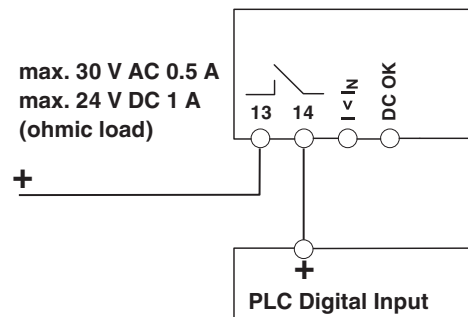 max. 30 V AC 0.5 A
max. 24 V DC 1 A
(ohmic load)
13
14
I < IN
DC OK
+
+
PLC Digital Input